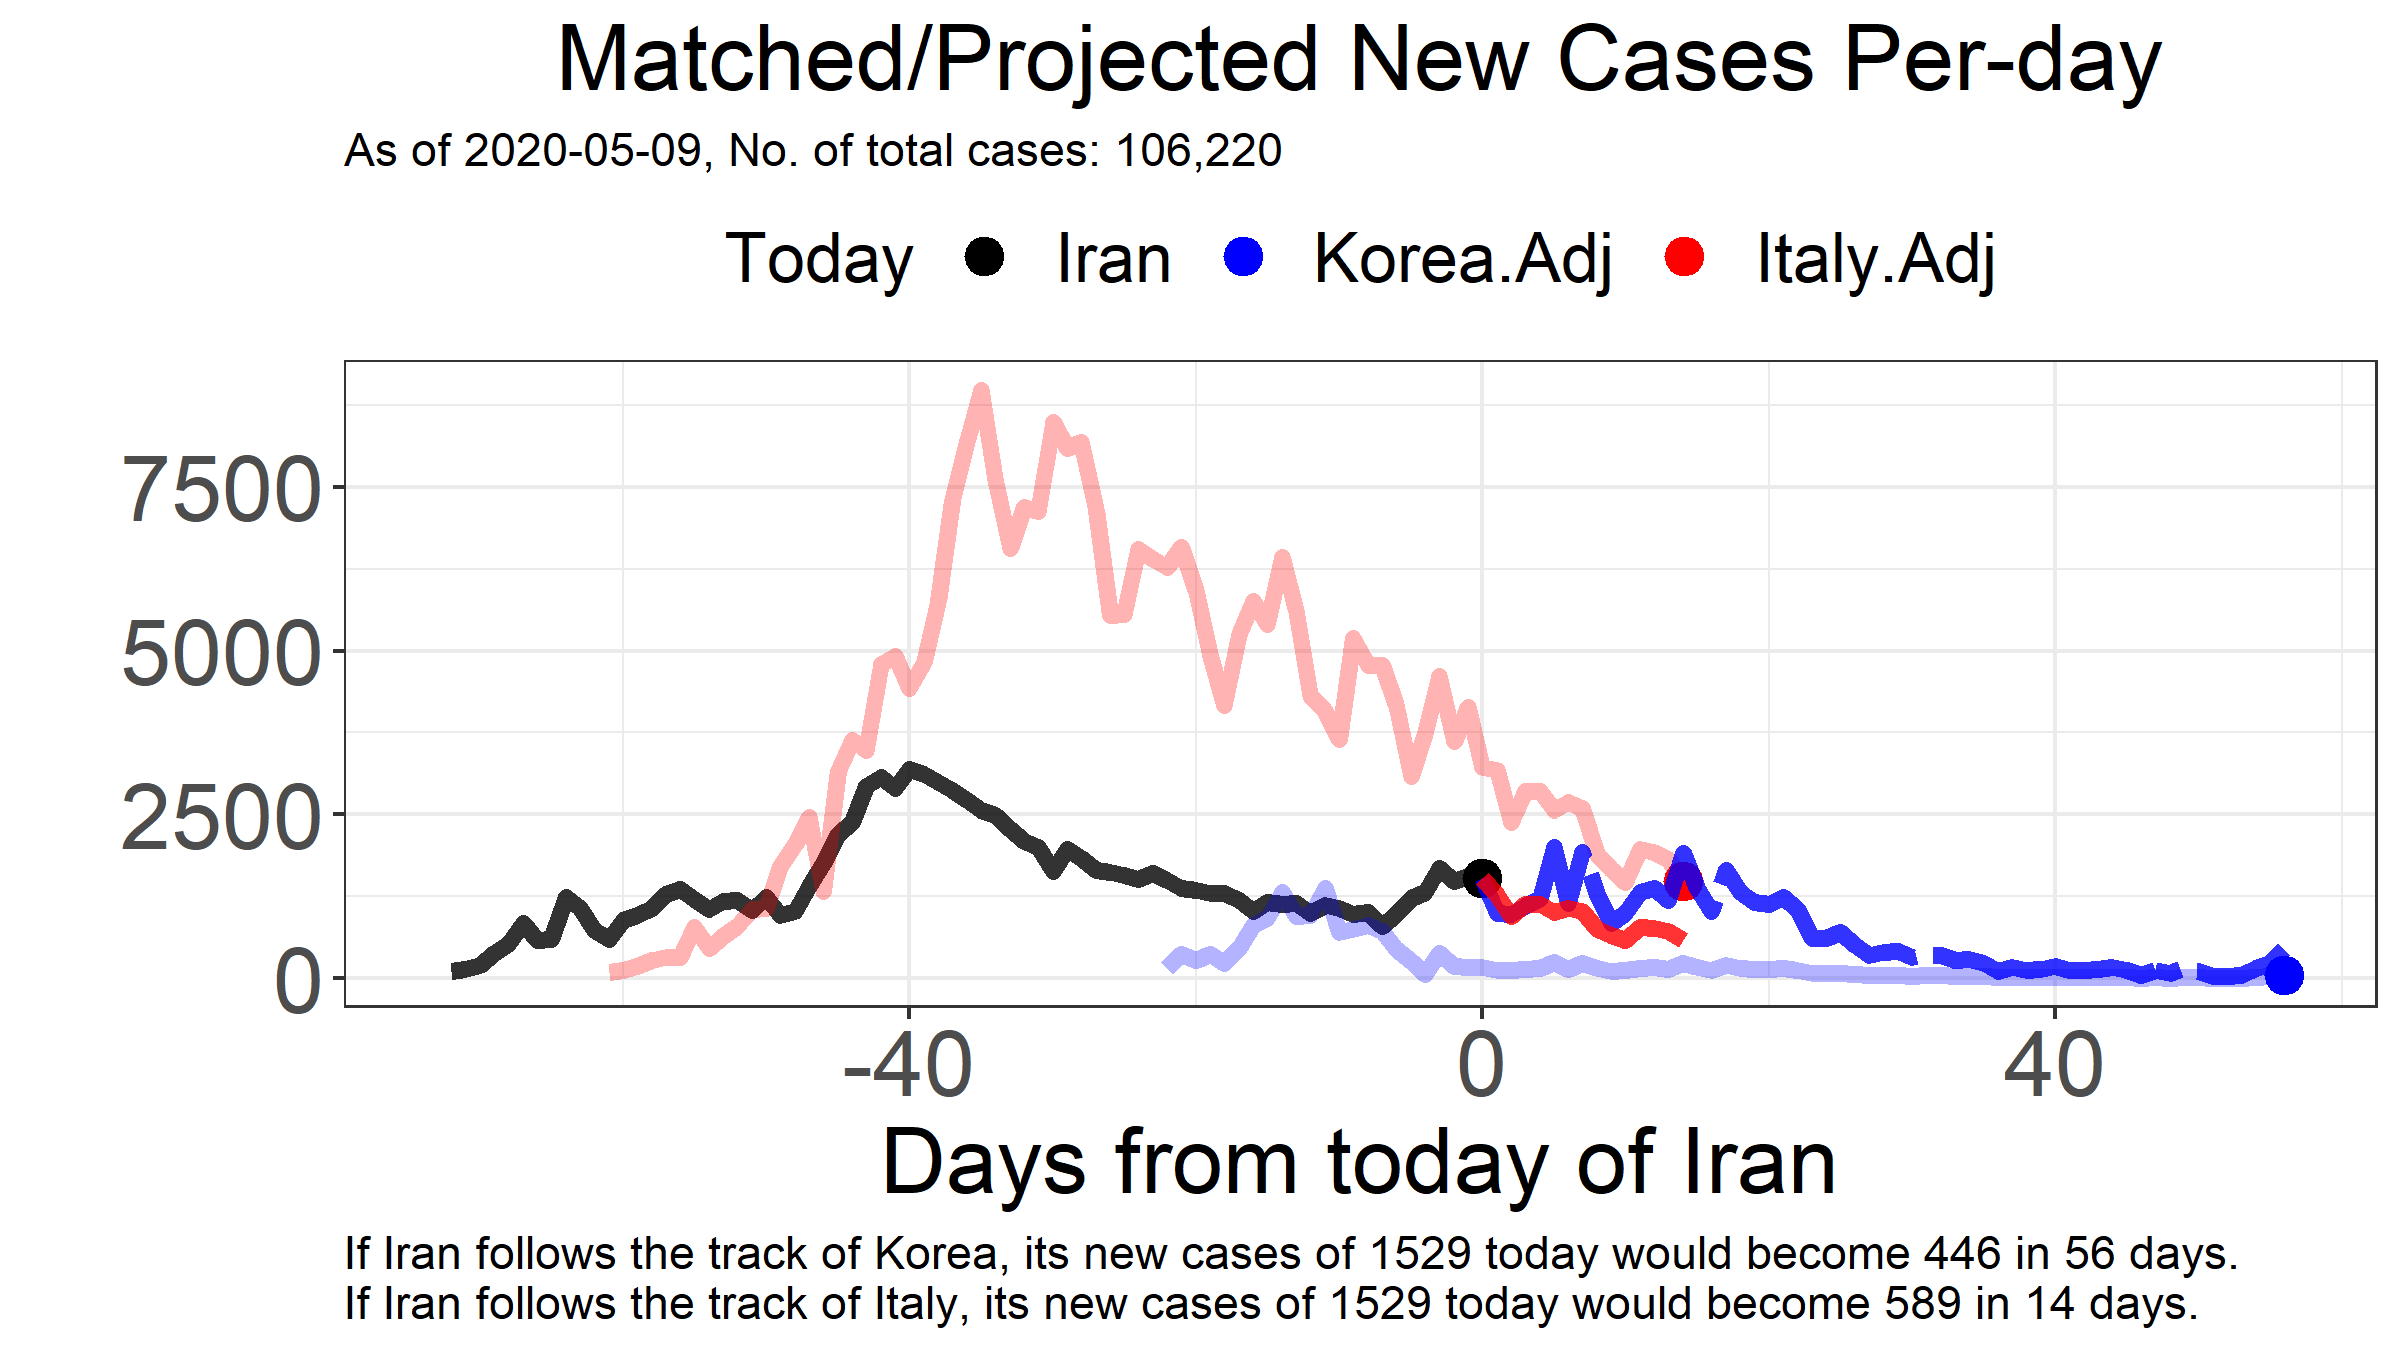 Matched/Projected New Cases Per-day
As of 2020-05-09, No. of total cases: 106,220
Today Iran Korea.Adj Italy.Adj
7500
5000
2500
0
-40 0 40
Days from today of Iran
If Iran follows the track of Korea, its new cases of 1529 today would become 446 in 56 days.
If Iran follows the track of Italy, its new cases of 1529 today would become 589 in 14 days.